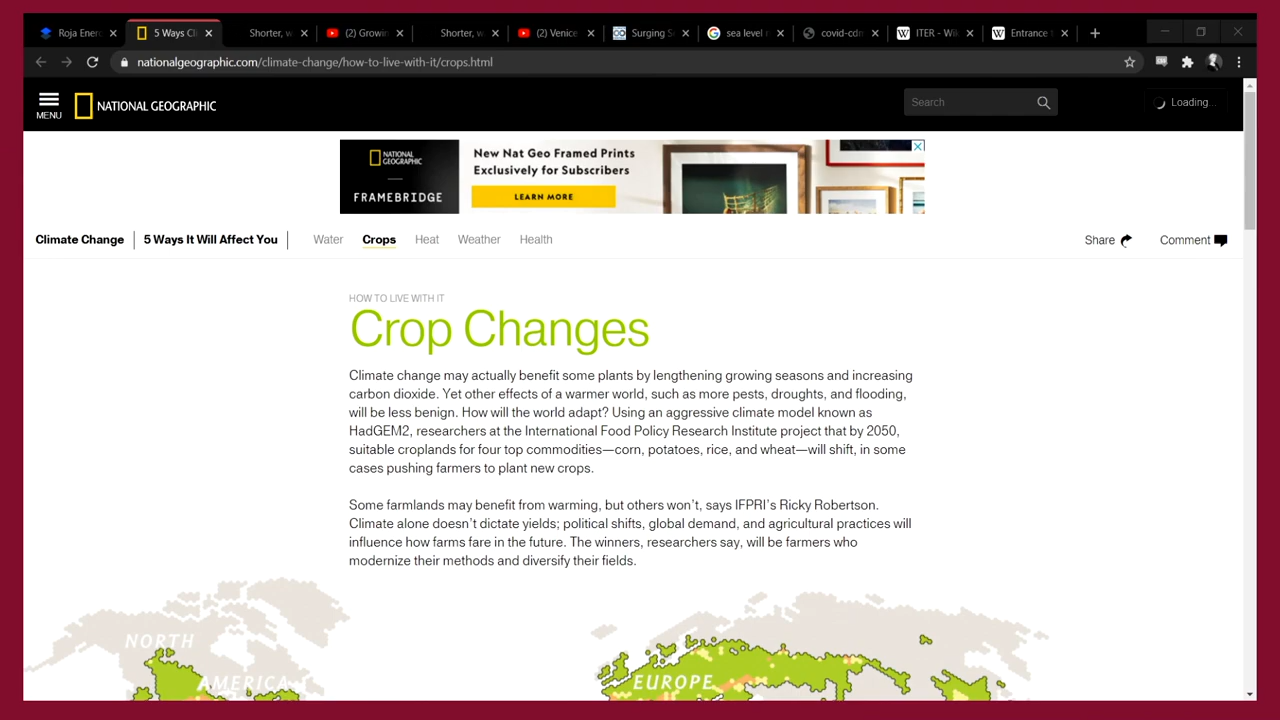 Roja Ener
5 Ways Cl
Shorter, w
(2) Growin
Shorter, w
(2) Venice
Surging S
sea level r
covid-cdn
ITER - Wik
Entrance t
nationalgeographic.com/climate-change/how-to-live-with-it/crops.html
MENU
NATIONAL GEOGRAPHIC
Search
Loading...
NATIONAL
GEOGRAPHIC
FRAMEBRIDGE
New Nat Geo Framed Prints
Exclusively for Subscribers
LEARN MORE
Climate Change
5 Ways It Will Affect You
Water
Crops
Heat
Weather
Health
Share
Comment
HOW TO LIVE WITH IT
Crop Changes
Climate change may actually benefit some plants by lengthening growing seasons and increasing
carbon dioxide. Yet other effects of a warmer world, such as more pests, droughts, and flooding,
will be less benign. How will the world adapt? Using an aggressive climate model known as
HadGEM2, researchers at the International Food Policy Research Institute project that by 2050,
suitable croplands for four top commodities—corn, potatoes, rice, and wheat—will shift, in some
cases pushing farmers to plant new crops.
Some farmlands may benefit from warming, but others won't, says IFPRI's Ricky Robertson.
Climate alone doesn't dictate yields; political shifts, global demand, and agricultural practices will
influence how farms fare in the future. The winners, researchers say, will be farmers who
modernize their methods and diversify their fields.
NORTH
AMERICA
EUROPE